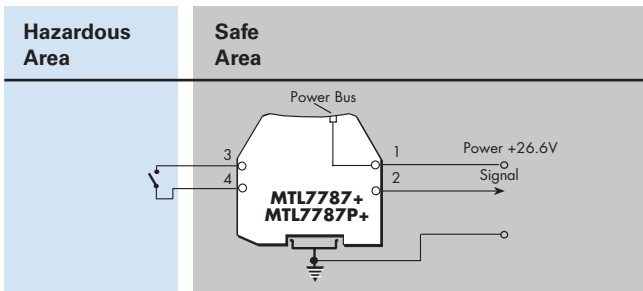 Hazardous
Area
Safe
Area
Power Bus
3
4
1
2
Power +26.6V
Signal
MTL7787+
MTL7787P+